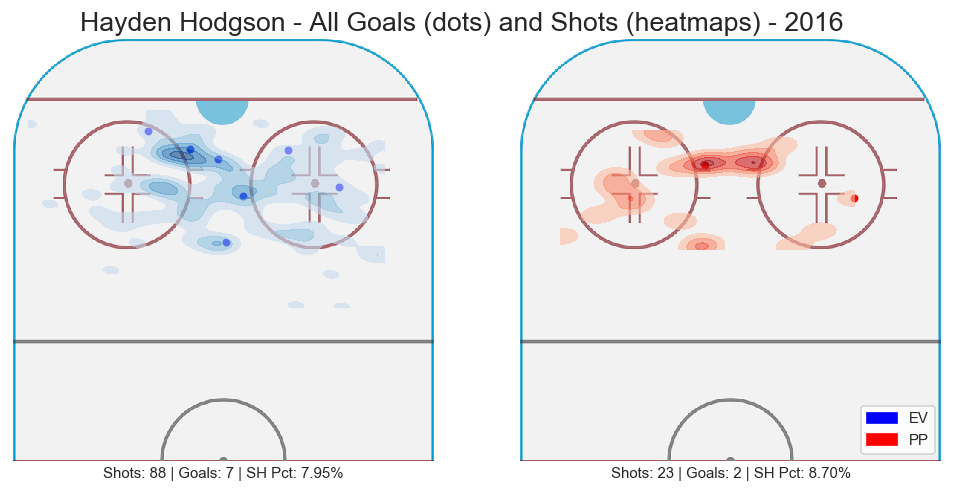 Hayden Hodgson - All Goals (dots) and Shots (heatmaps) - 2016
EV
PP
Shots: 88 | Goals: 7 | SH Pct: 7.95%
Shots: 23 | Goals: 2 | SH Pct: 8.70%